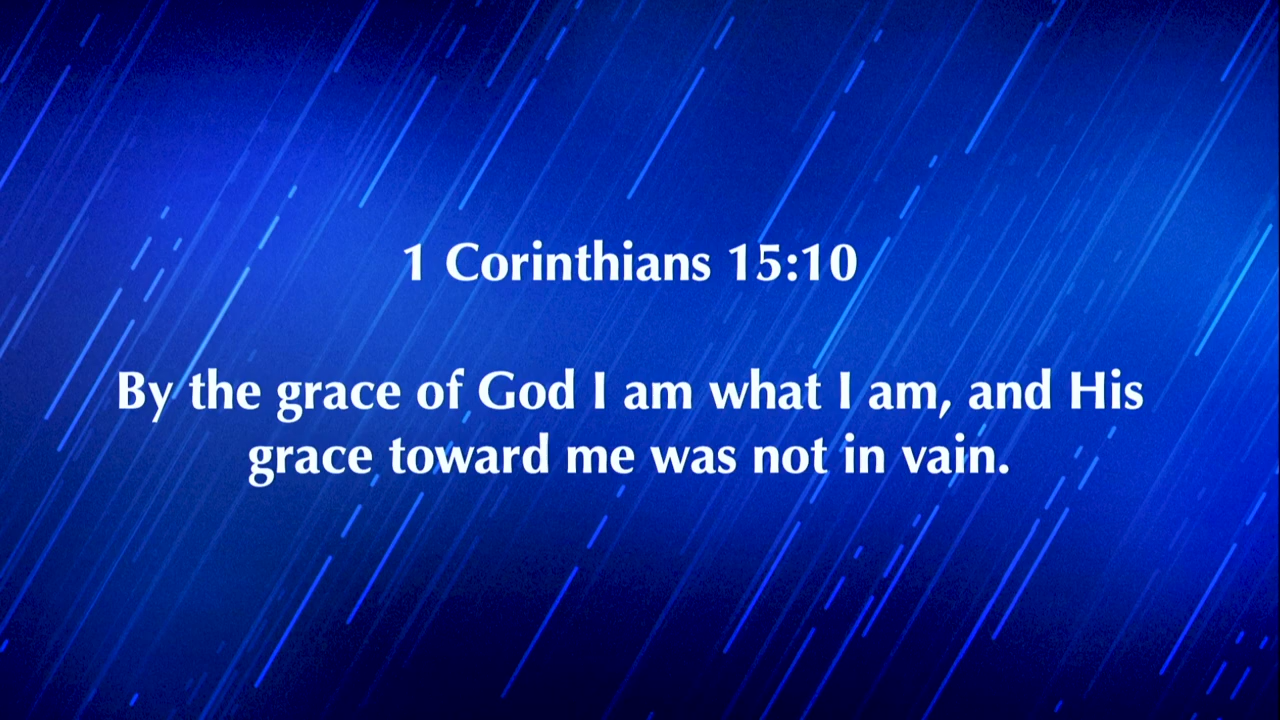 1 Corinthians 15:10
By the grace of God I am what I am, and His
grace toward me was not in vain.